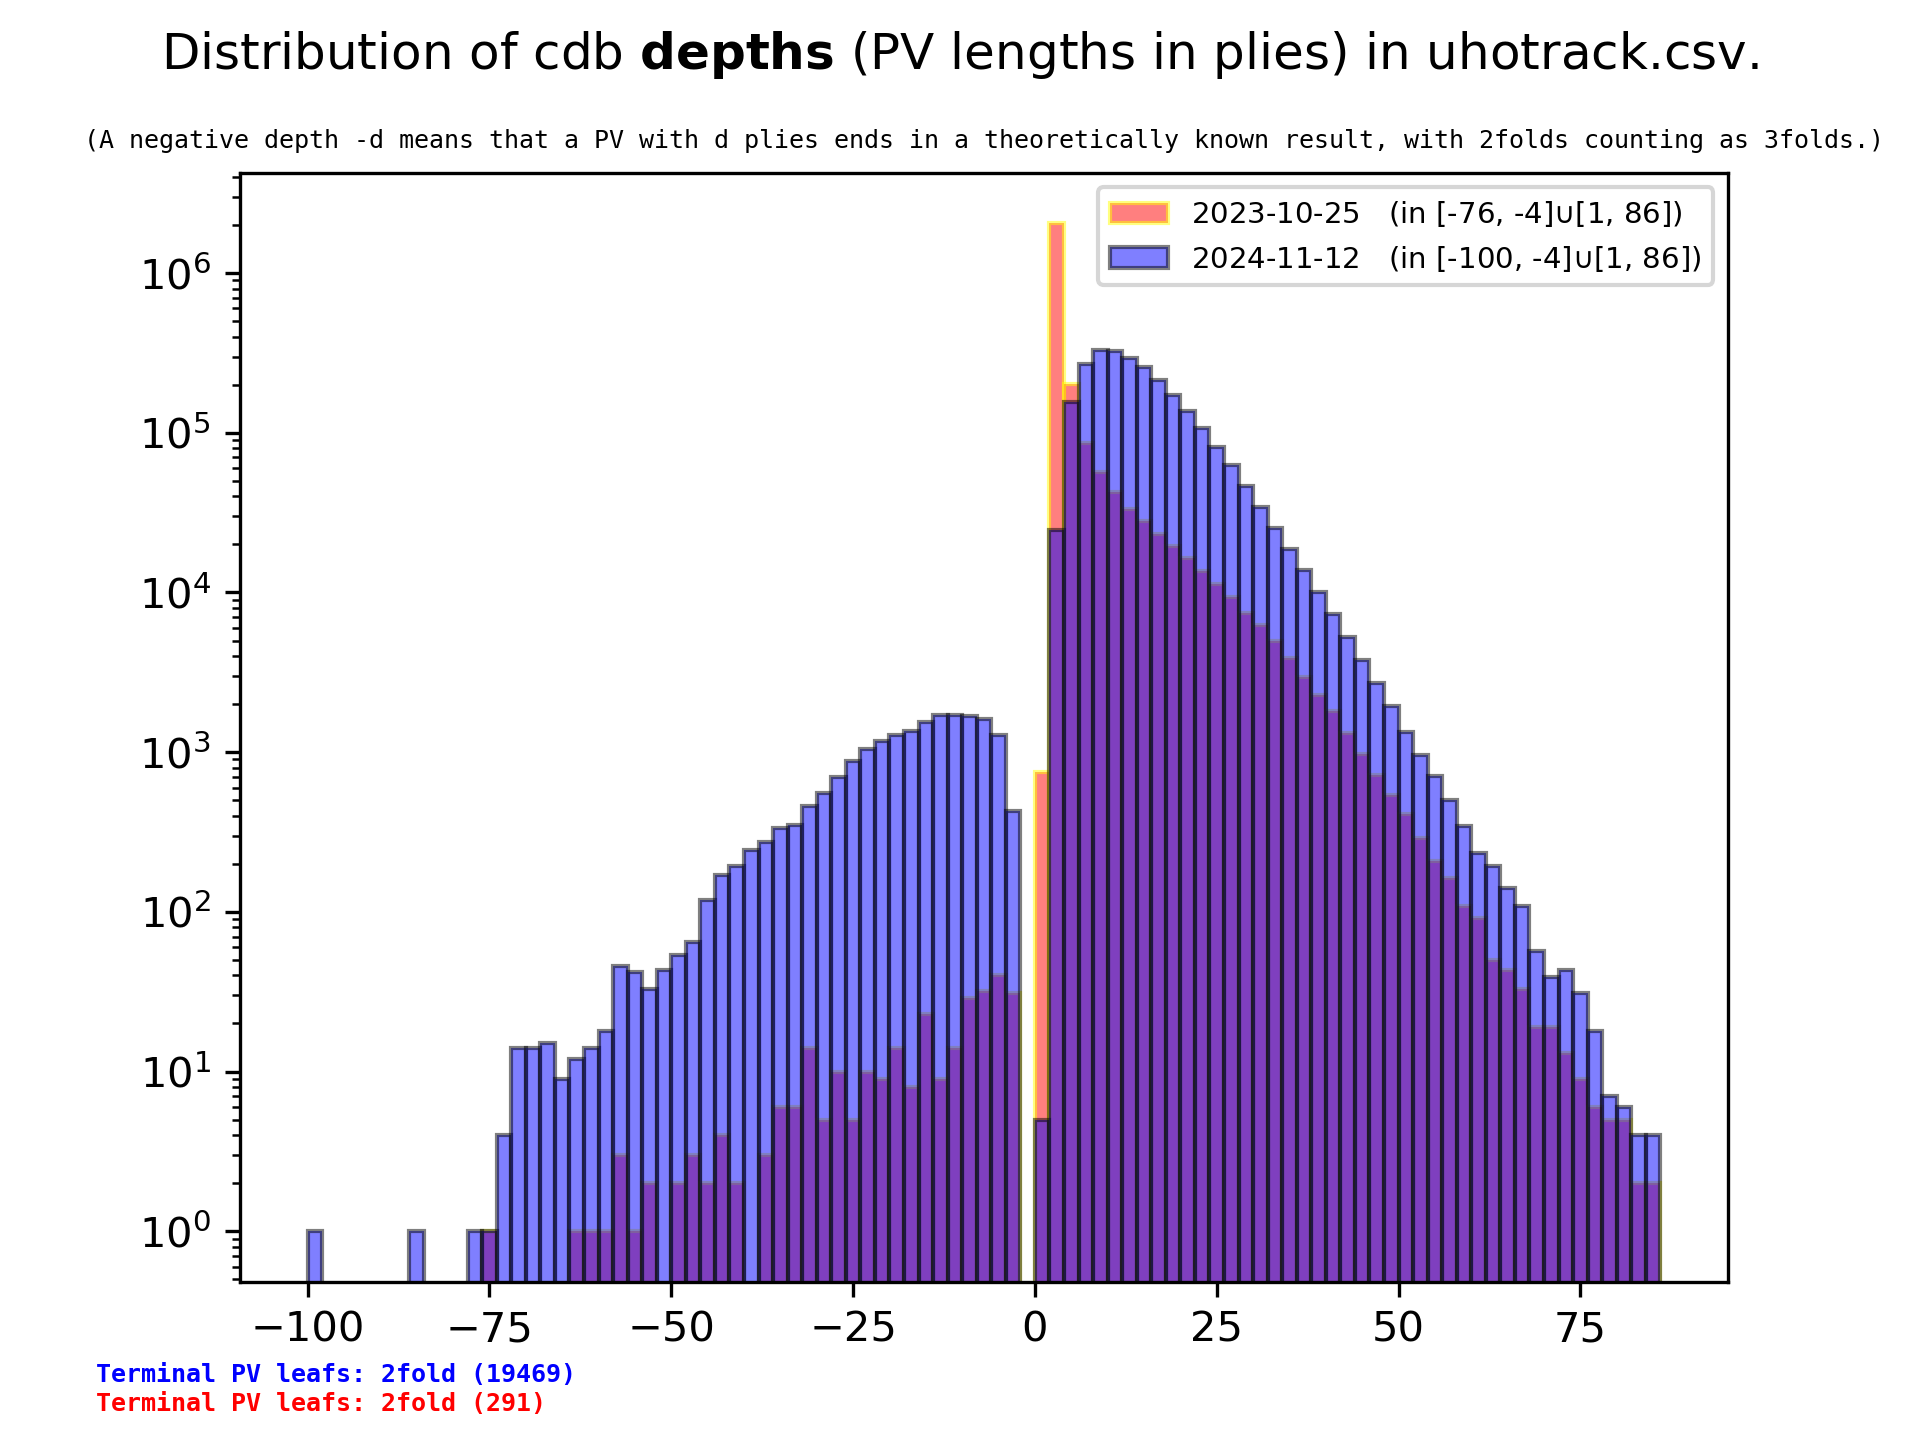 Distribution of cdb depths (PV lengths in plies) in uhotrack.csv.
(A negative depth -d means that a PV with d plies ends in a theoretically known result, with 2folds counting as 3folds.)
2023-10-25 (in [-76, -4]∪[1, 86])
2024-11-12 (in [-100, -4]∪[1, 86])
10⁶
10⁵
10⁴
10³
10²
10¹
10⁰
−100 −75 −50 −25 0 25 50 75
Terminal PV leafs: 2fold (19469)
Terminal PV leafs: 2fold (291)